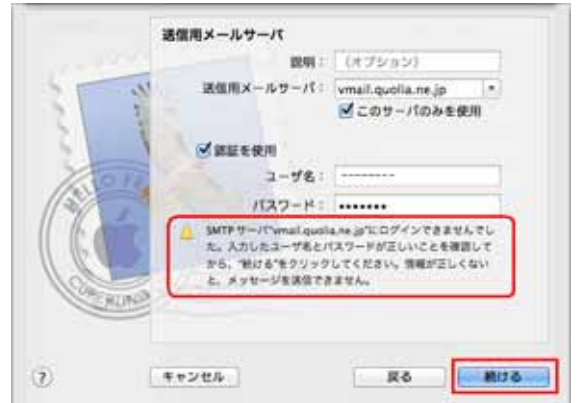 送信用メールサーバ
説明： （オプション）
送信用メールサーバ： vmail.quolia.ne.jp
このサーバのみを使用
認証を使用
ユーザ名： --------
パスワード： •••••••
SMTP サーバ"vmail.quolia.ne.jp"にログインできませんでし
た。入力したユーザ名とパスワードが正しいことを確認して
から、"続ける"をクリックしてください。情報が正しくない
と、メッセージを送信できません。
HELLO FR
CUPERTINO
? キャンセル 戻る 続ける